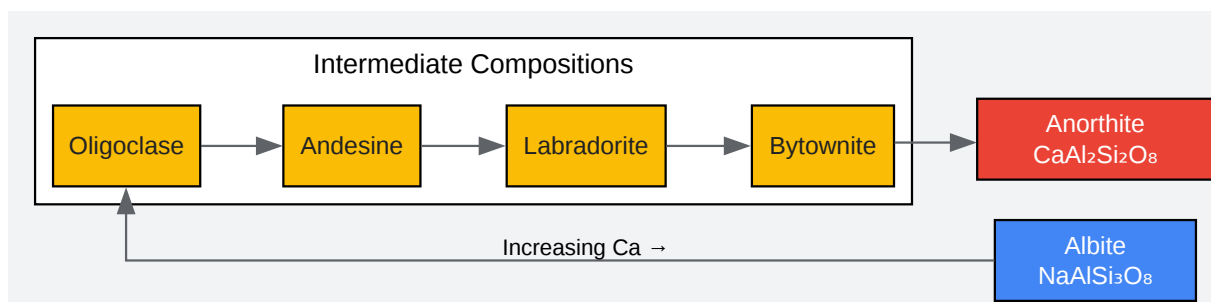 Intermediate Compositions
Oligoclase
Andesine
Labradorite
Bytownite
Anorthite
CaAl₂Si₂O₈
Increasing Ca →
Albite
NaAlSi₃O₈